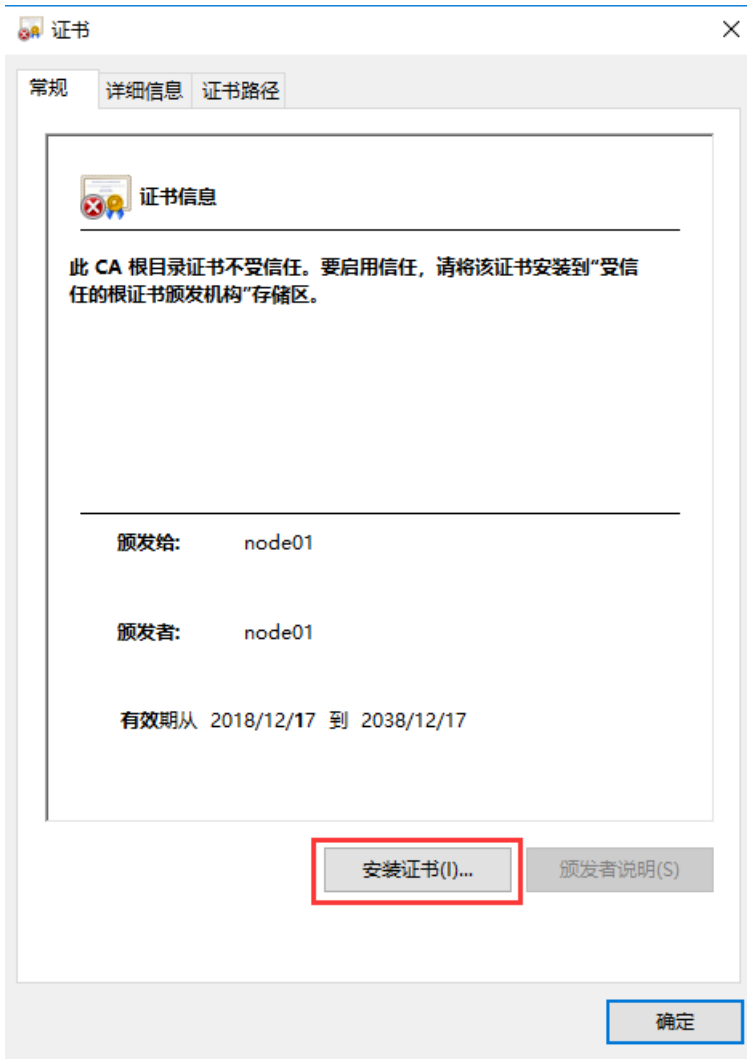 证书
常规 详细信息 证书路径
证书信息
此 CA 根目录证书不受信任。要启用信任，请将该证书安装到“受信
任的根证书颁发机构”存储区。
颁发给: node01
颁发者: node01
有效期从 2018/12/17 到 2038/12/17
安装证书(I)... 颁发者说明(S)
确定